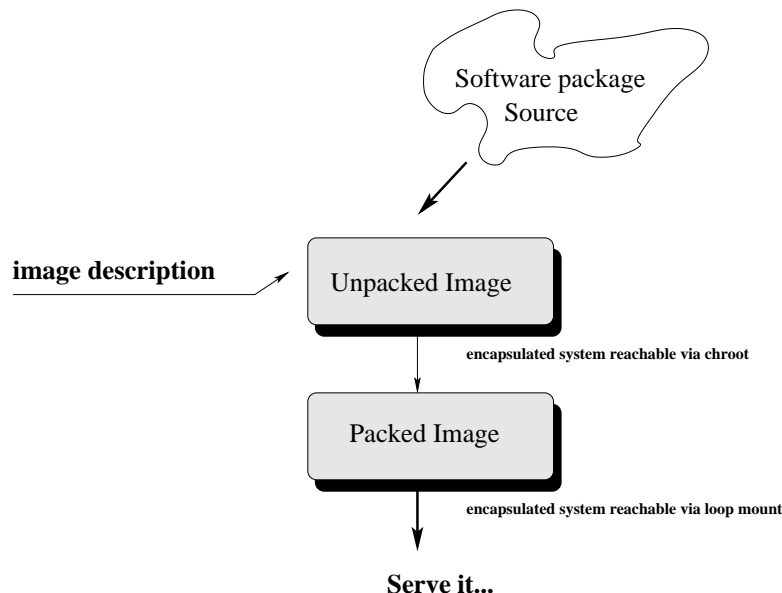 Software package
Source
image description
Unpacked Image
encapsulated system reachable via chroot
Packed Image
encapsulated system reachable via loop mount
Serve it...